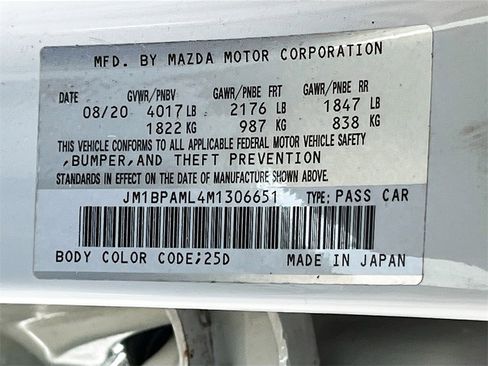 MFD. BY MAZDA MOTOR CORPORATION
DATE GVWR/PNBV GAWR/PNBE FRT GAWR/PNBE RR
08/20 4017 LB 2176 LB 1847 LB
1822 KG 987 KG 838 KG
THIS VEHICLE CONFORMS TO ALL APPLICABLE FEDERAL MOTOR VEHICLE SAFETY
,BUMPER,AND THEFT PREVENTION
STANDARDS IN EFFECT ON THE DATE OF MANUFACTURE SHOWN ABOVE.
JM1BPAML4M1306651 TYPE: PASS CAR
BODY COLOR CODE;25D MADE IN JAPAN